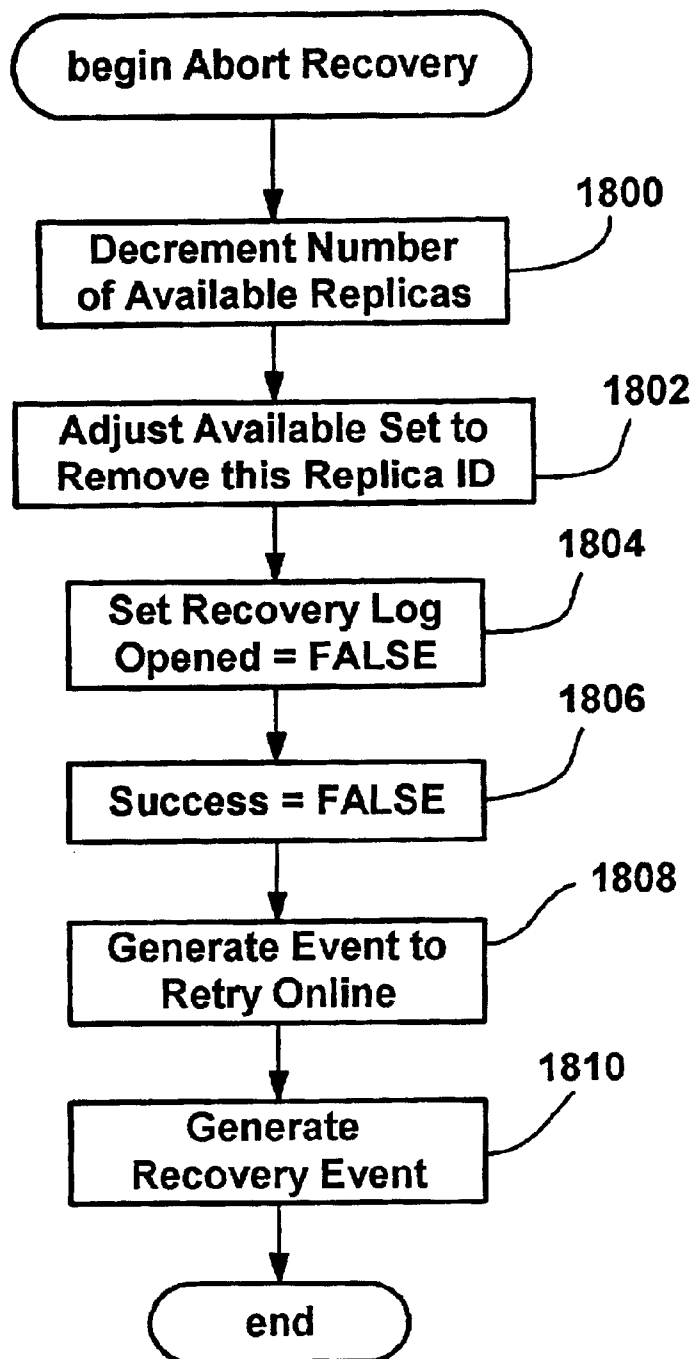 begin Abort Recovery
1800
Decrement Number
of Available Replicas
1802
Adjust Available Set to
Remove this Replica ID
1804
Set Recovery Log
Opened = FALSE
1806
Success = FALSE
1808
Generate Event to
Retry Online
1810
Generate
Recovery Event
end